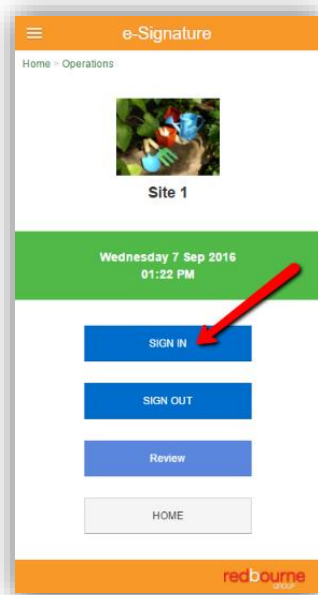 e-Signature
Home > Operations
Site 1
Wednesday 7 Sep 2016
01:22 PM
SIGN IN
SIGN OUT
Review
HOME
redbourne
GROUP